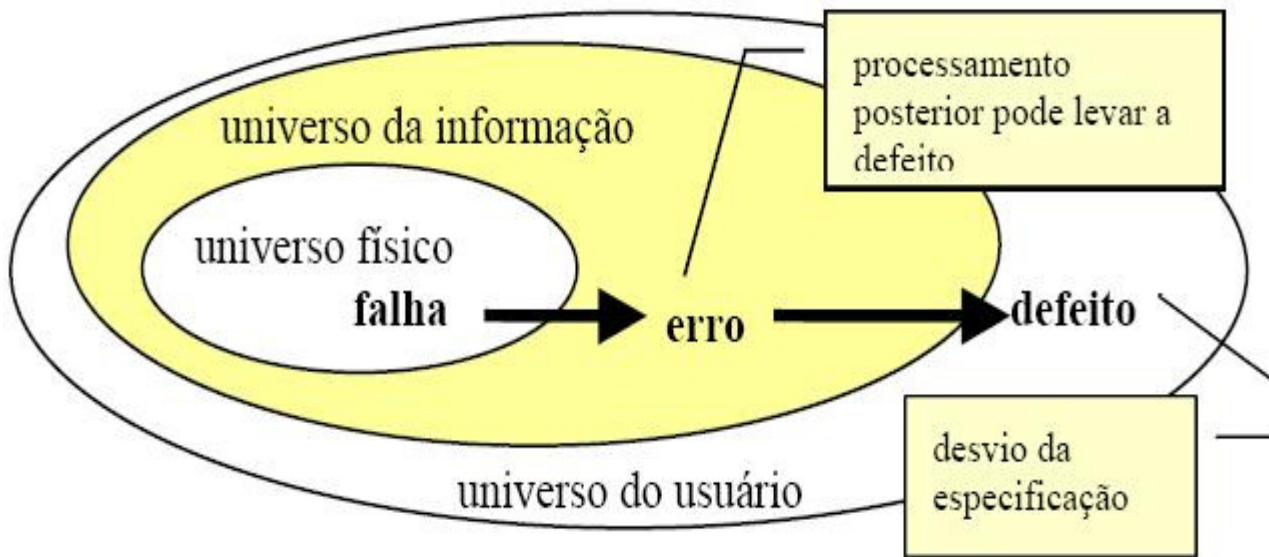 processamento
posterior pode levar a
defeito
universo da informação
universo físico
falha
erro
defeito
desvio da
especificação
universo do usuário